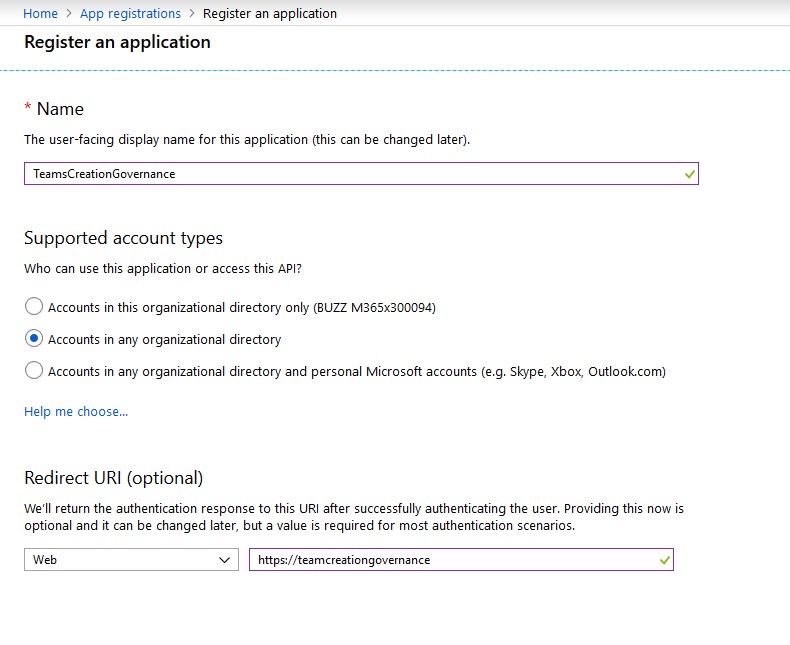 Home > App registrations > Register an application
Register an application
* Name
The user-facing display name for this application (this can be changed later).
TeamsCreationGovernance
Supported account types
Who can use this application or access this API?
Accounts in this organizational directory only (BUZZ M365x300094)
Accounts in any organizational directory
Accounts in any organizational directory and personal Microsoft accounts (e.g. Skype, Xbox, Outlook.com)
Help me choose...
Redirect URI (optional)
We'll return the authentication response to this URI after successfully authenticating the user. Providing this now is
optional and it can be changed later, but a value is required for most authentication scenarios.
Web https://teamcreationgovernance